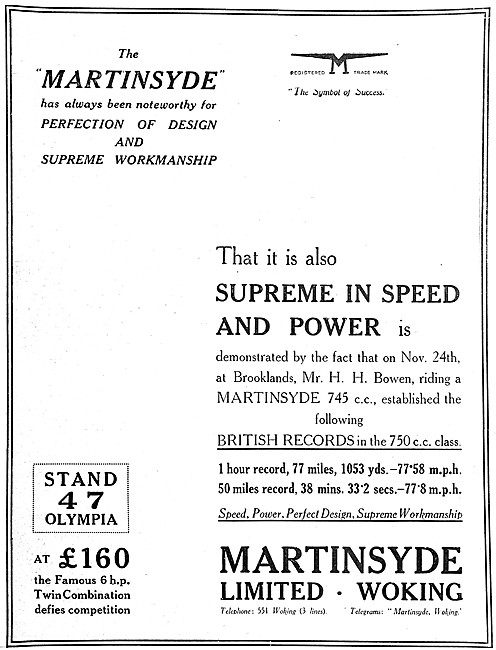 The
"MARTINSYDE"
has always been noteworthy for
PERFECTION OF DESIGN
AND
SUPREME WORKMANSHIP
REGISTERED TRADE MARK
"The Symbol of Success.
That it is also
SUPREME IN SPEED
AND POWER is
demonstrated by the fact that on Nov. 24th,
at Brooklands, Mr. H. H. Bowen, riding a
MARTINSYDE 745 c.c., established the
following
BRITISH RECORDS in the 750 c.c. class.
1 hour record, 77 miles, 1053 yds.—77·58 m.p.h.
50 miles record, 38 mins. 33·2 secs.—77·8 m.p.h.
Speed, Power, Perfect Design, Supreme Workmanship
STAND
47
OLYMPIA
AT £160
the Famous 6 h.p.
Twin Combination
defies competition
MARTINSYDE
LIMITED · WOKING
Telephone: 551 Woking (3 lines). Telegrams: "Martinsyde, Woking."